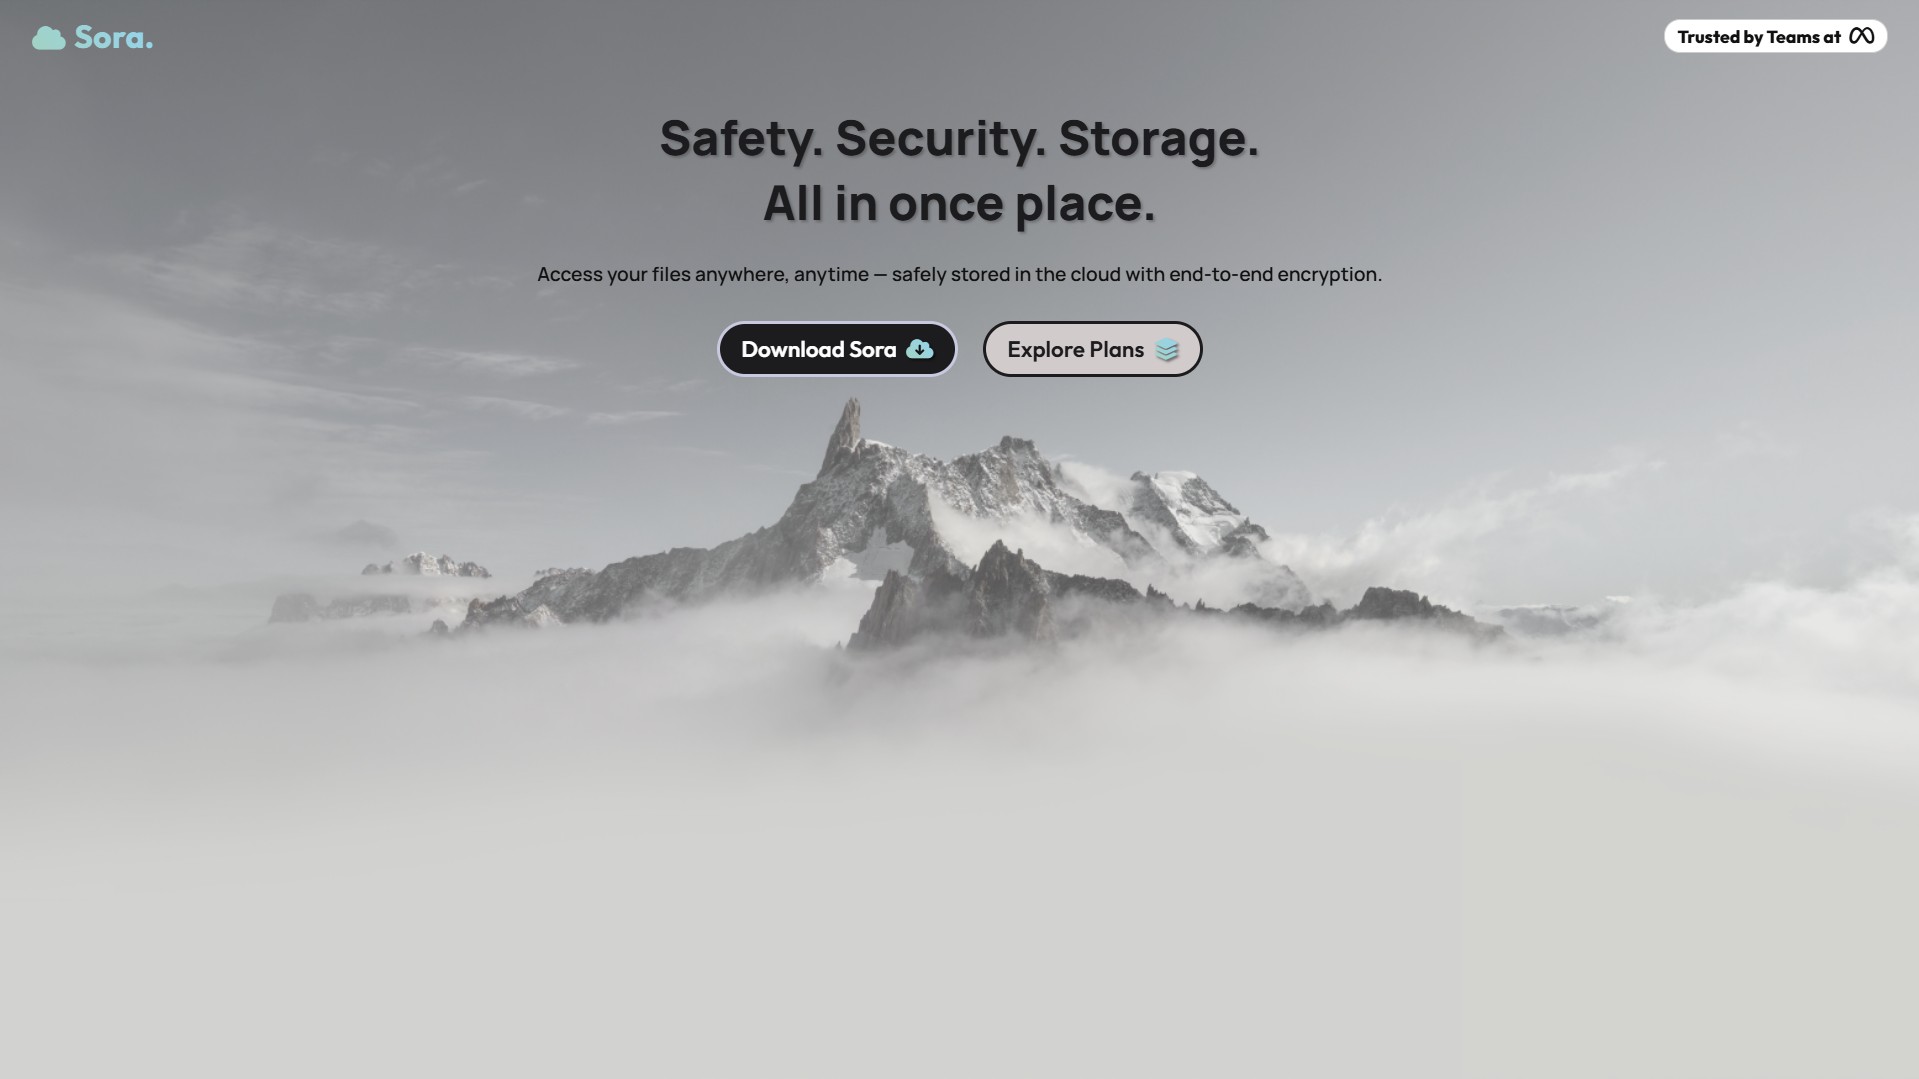 Sora.
Trusted by Teams at
Safety. Security. Storage.
All in once place.
Access your files anywhere, anytime — safely stored in the cloud with end-to-end encryption.
Download Sora
Explore Plans